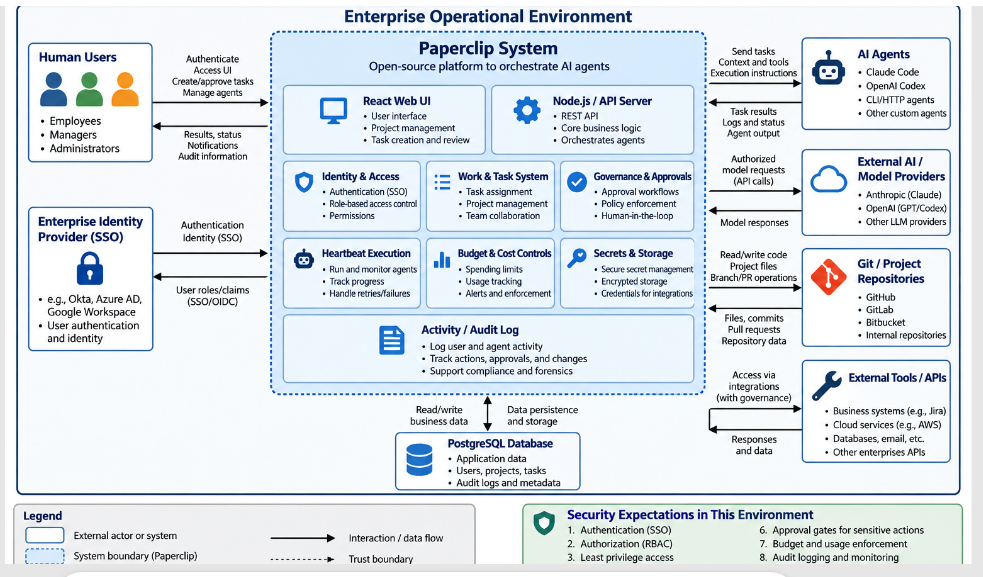 Enterprise Operational Environment
Human Users
• Employees
• Managers
• Administrators
Authenticate
Access UI
Create/approve tasks
Manage agents
Results, status
Notifications
Audit information
Enterprise Identity
Provider (SSO)
• e.g., Okta, Azure AD,
Google Workspace
• User authentication
and identity
Authentication
Identity (SSO)
User roles/claims
(SSO/OIDC)
Paperclip System
Open-source platform to orchestrate AI agents
React Web UI
• User interface
• Project management
• Task creation and review
Node.js / API Server
• REST API
• Core business logic
• Orchestrates agents
Identity & Access
• Authentication (SSO)
• Role-based access control
• Permissions
Work & Task System
• Task assignment
• Project management
• Team collaboration
Governance & Approvals
• Approval workflows
• Policy enforcement
• Human-in-the-loop
Heartbeat Execution
• Run and monitor agents
• Track progress
• Handle retries/failures
Budget & Cost Controls
• Spending limits
• Usage tracking
• Alerts and enforcement
Secrets & Storage
• Secure secret management
• Encrypted storage
• Credentials for integrations
Activity / Audit Log
• Log user and agent activity
• Track actions, approvals, and changes
• Support compliance and forensics
Read/write
business data
Data persistence
and storage
PostgreSQL Database
• Application data
• Users, projects, tasks
• Audit logs and metadata
Send tasks
Context and tools
Execution instructions
Task results
Logs and status
Agent output
AI Agents
• Claude Code
• OpenAI Codex
• CLI/HTTP agents
• Other custom agents
Authorized
model requests
(API calls)
Model responses
External AI /
Model Providers
• Anthropic (Claude)
• OpenAI (GPT/Codex)
• Other LLM providers
Read/write code
Project files
Branch/PR operations
Files, commits
Pull requests
Repository data
Git / Project
Repositories
• GitHub
• GitLab
• Bitbucket
• Internal repositories
Access via
integrations
(with governance)
Responses
and data
External Tools / APIs
• Business systems (e.g., Jira)
• Cloud services (e.g., AWS)
• Databases, email, etc.
• Other enterprises APIs
Legend
External actor or system
System boundary (Paperclip)
Interaction / data flow
Trust boundary
Security Expectations in This Environment
1. Authentication (SSO)
2. Authorization (RBAC)
3. Least privilege access
6. Approval gates for sensitive actions
7. Budget and usage enforcement
8. Audit logging and monitoring